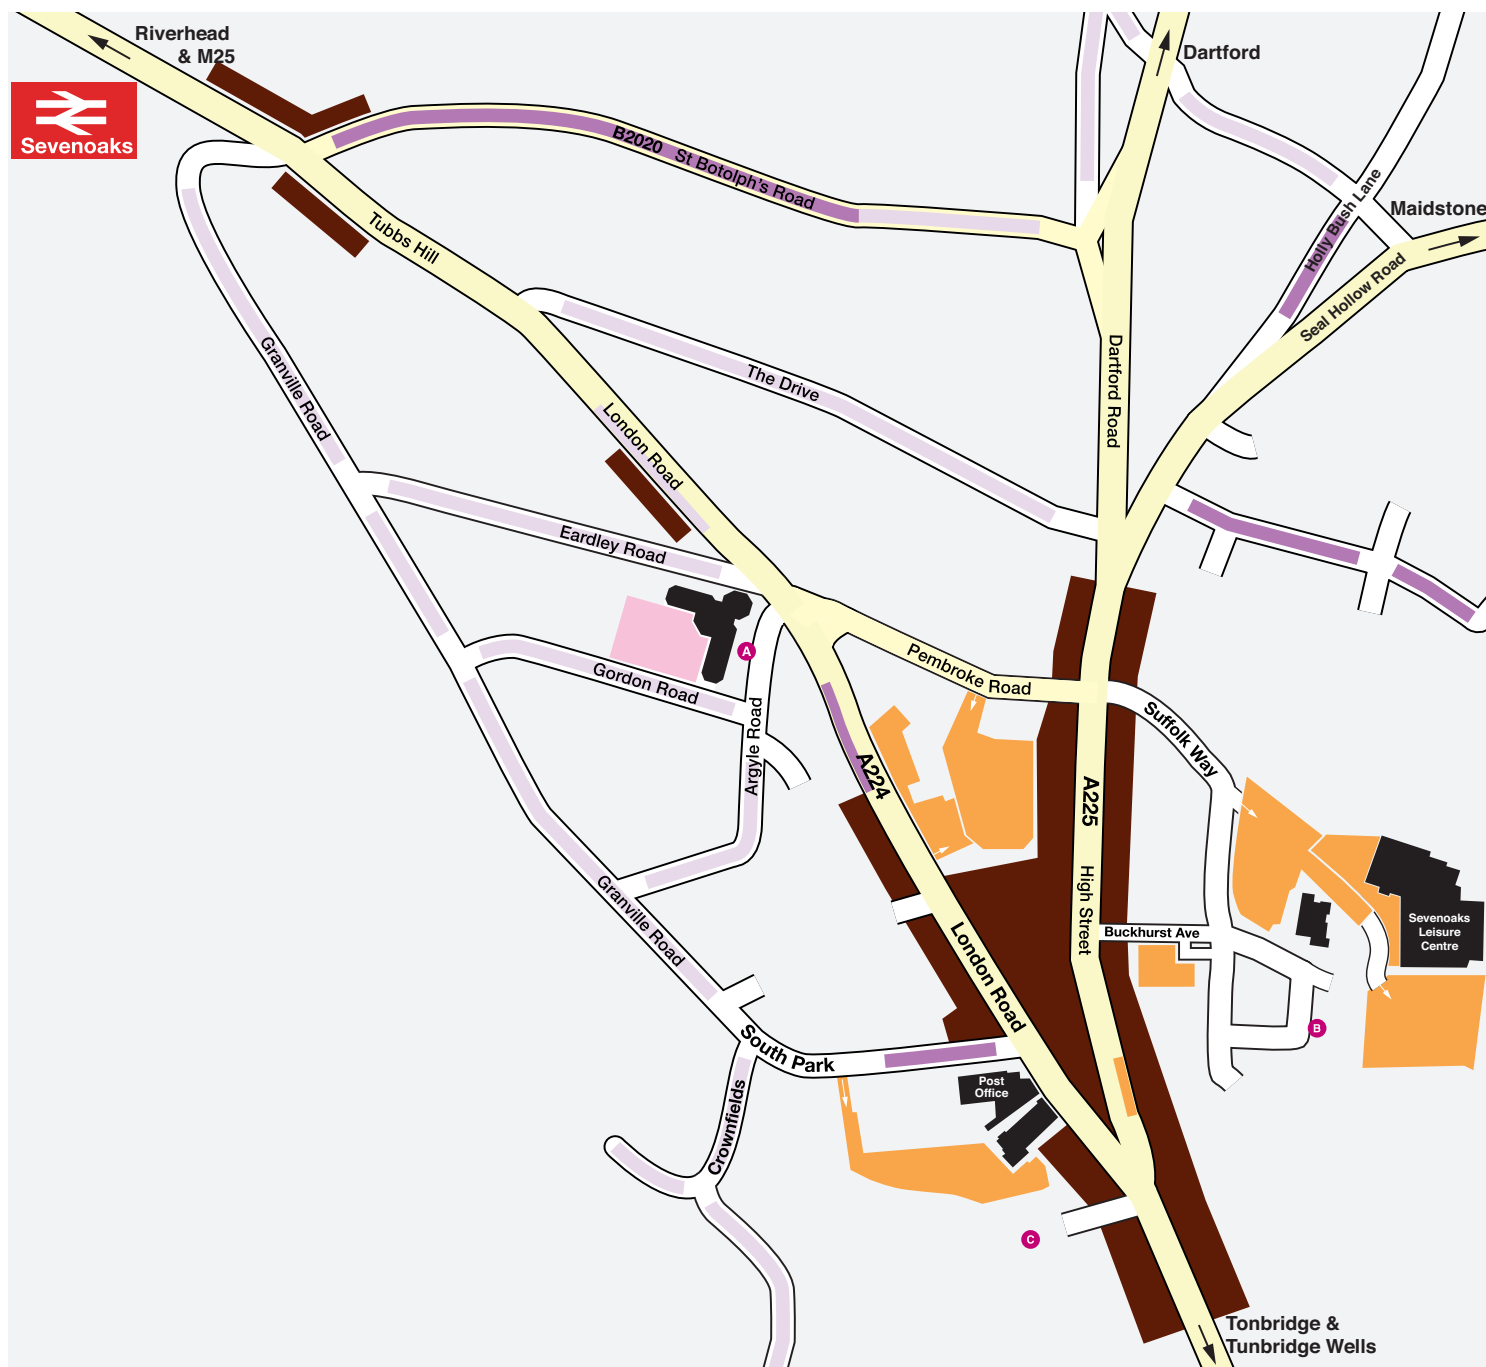 Riverhead
& M25
Dartford
Sevenoaks
B2020 St Botolph's Road
Holly Bush Lane
Maidstone
Tubbs Hill
Seal Hollow Road
Granville Road
The Drive
Dartford Road
London Road
Eardley Road
A
Pembroke Road
Gordon Road
Argyle Road
Suffolk Way
A224
A225
High Street
Granville Road
Buckhurst Ave
Sevenoaks
Leisure
Centre
London Road
B
South Park
Post
Office
Crownfields
C
Tonbridge &
Tunbridge Wells